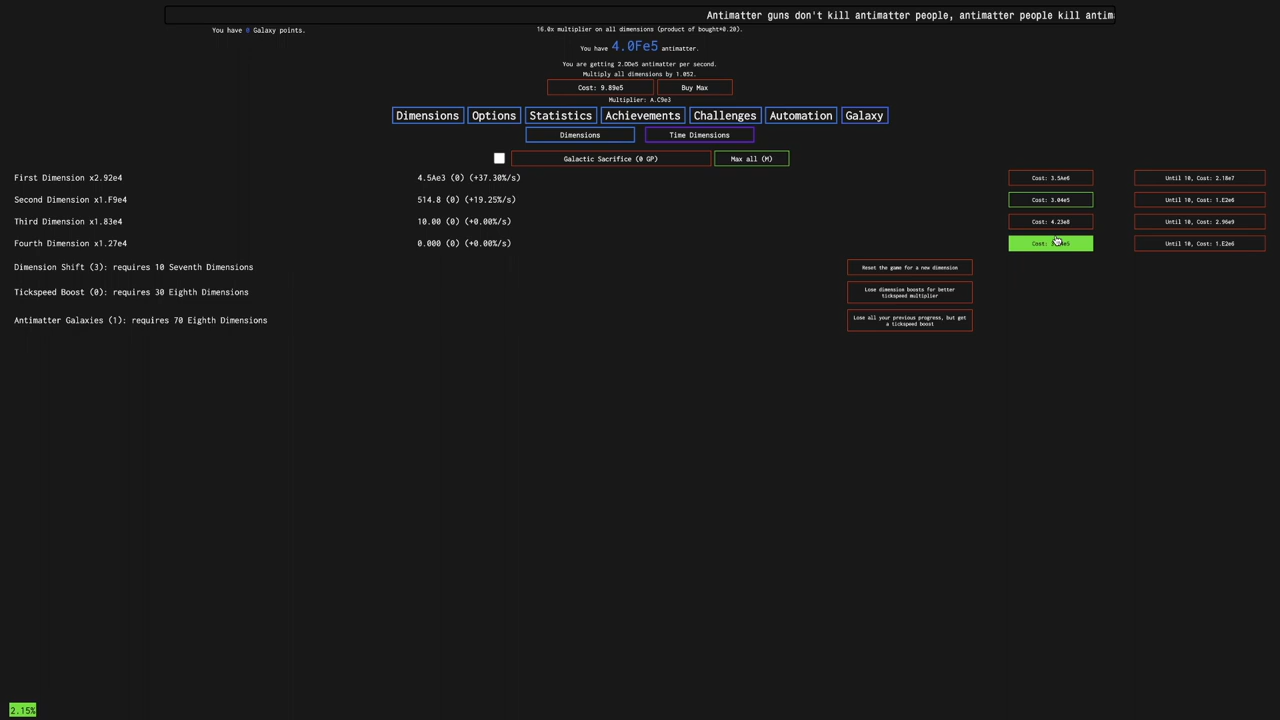 Antimatter guns don't kill antimatter people, antimatter people kill antim
You have 0 Galaxy points.
16.0x multiplier on all dimensions (product of bought*0.20).
You have 4.0Fe5 antimatter.
You are getting 2.DDe5 antimatter per second.
Multiply all dimensions by 1.052.
Cost: 9.89e5 Buy Max
Multiplier: A.C9e3
Dimensions Options Statistics Achievements Challenges Automation Galaxy
Dimensions Time Dimensions
Galactic Sacrifice (0 GP) Max all (M)
First Dimension x2.92e4 4.5Ae3 (0) (+37.30%/s) Cost: 3.5Ae6 Until 10, Cost: 2.18e7
Second Dimension x1.F9e4 514.8 (0) (+19.25%/s) Cost: 3.04e5 Until 10, Cost: 1.E2e6
Third Dimension x1.83e4 10.00 (0) (+0.00%/s) Cost: 4.23e8 Until 10, Cost: 2.96e9
Fourth Dimension x1.27e4 0.000 (0) (+0.00%/s) Cost: Until 10, Cost: 1.E2e6
Dimension Shift (3): requires 10 Seventh Dimensions Reset the game for a new dimension
Tickspeed Boost (0): requires 30 Eighth Dimensions Lose dimension boosts for better
tickspeed multiplier
Antimatter Galaxies (1): requires 70 Eighth Dimensions Lose all your previous progress, but get
a tickspeed boost
2.15%